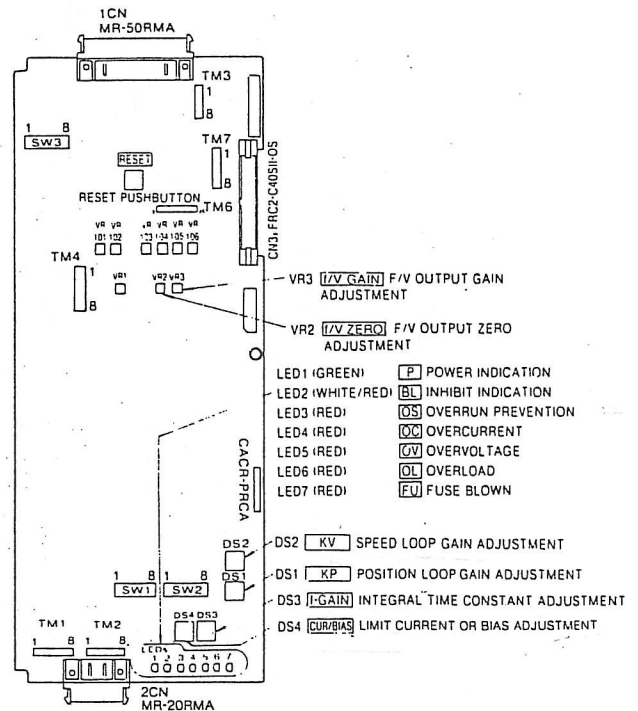 1CN
MR-50RMA
TM3
1
8
1 8
SW3
TM7
1
8
RESET
RESET PUSHBUTTON
TM6
CN3, FRC2-C40S11-OS
VR VR VR VR VR VR
101 102 103 104 105 106
TM4
1
8
VR1 VR2 VR3
VR3 F/V GAIN F/V OUTPUT GAIN
ADJUSTMENT
VR2 F/V ZERO F/V OUTPUT ZERO
ADJUSTMENT
LED1 (GREEN) P POWER INDICATION
LED2 (WHITE/RED) BL INHIBIT INDICATION
LED3 (RED) OS OVERRUN PREVENTION
LED4 (RED) OC OVERCURRENT
LED5 (RED) OV OVERVOLTAGE
LED6 (RED) OL OVERLOAD
LED7 (RED) FU FUSE BLOWN
CACR-PRCA
DS2
DS2 KV SPEED LOOP GAIN ADJUSTMENT
DS1
DS1 KP POSITION LOOP GAIN ADJUSTMENT
1 8 1 8
SW1 SW2
DS3 I-GAIN INTEGRAL TIME CONSTANT ADJUSTMENT
DS4 DS3
DS4 CUR/BIAS LIMIT CURRENT OR BIAS ADJUSTMENT
TM1 TM2
1 8 1 8
LEDs
1 2 3 4 5 6 7
2CN
MR-20RMA